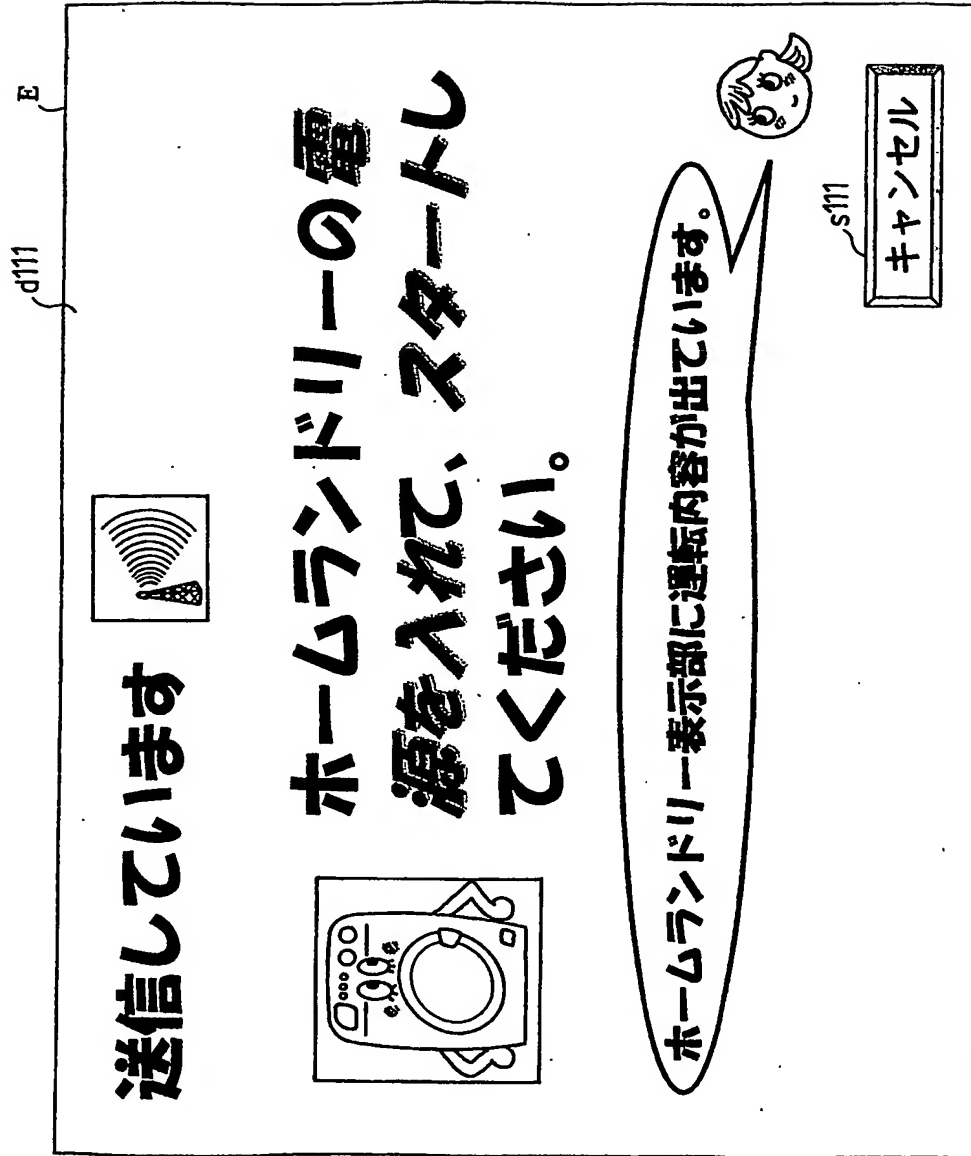 E
d111
送信しています
ホームランドリーの電
源を入れて、スタートし
てください。
ホームランドリー表示部に運転内容が出ています。
s111
キャンセル